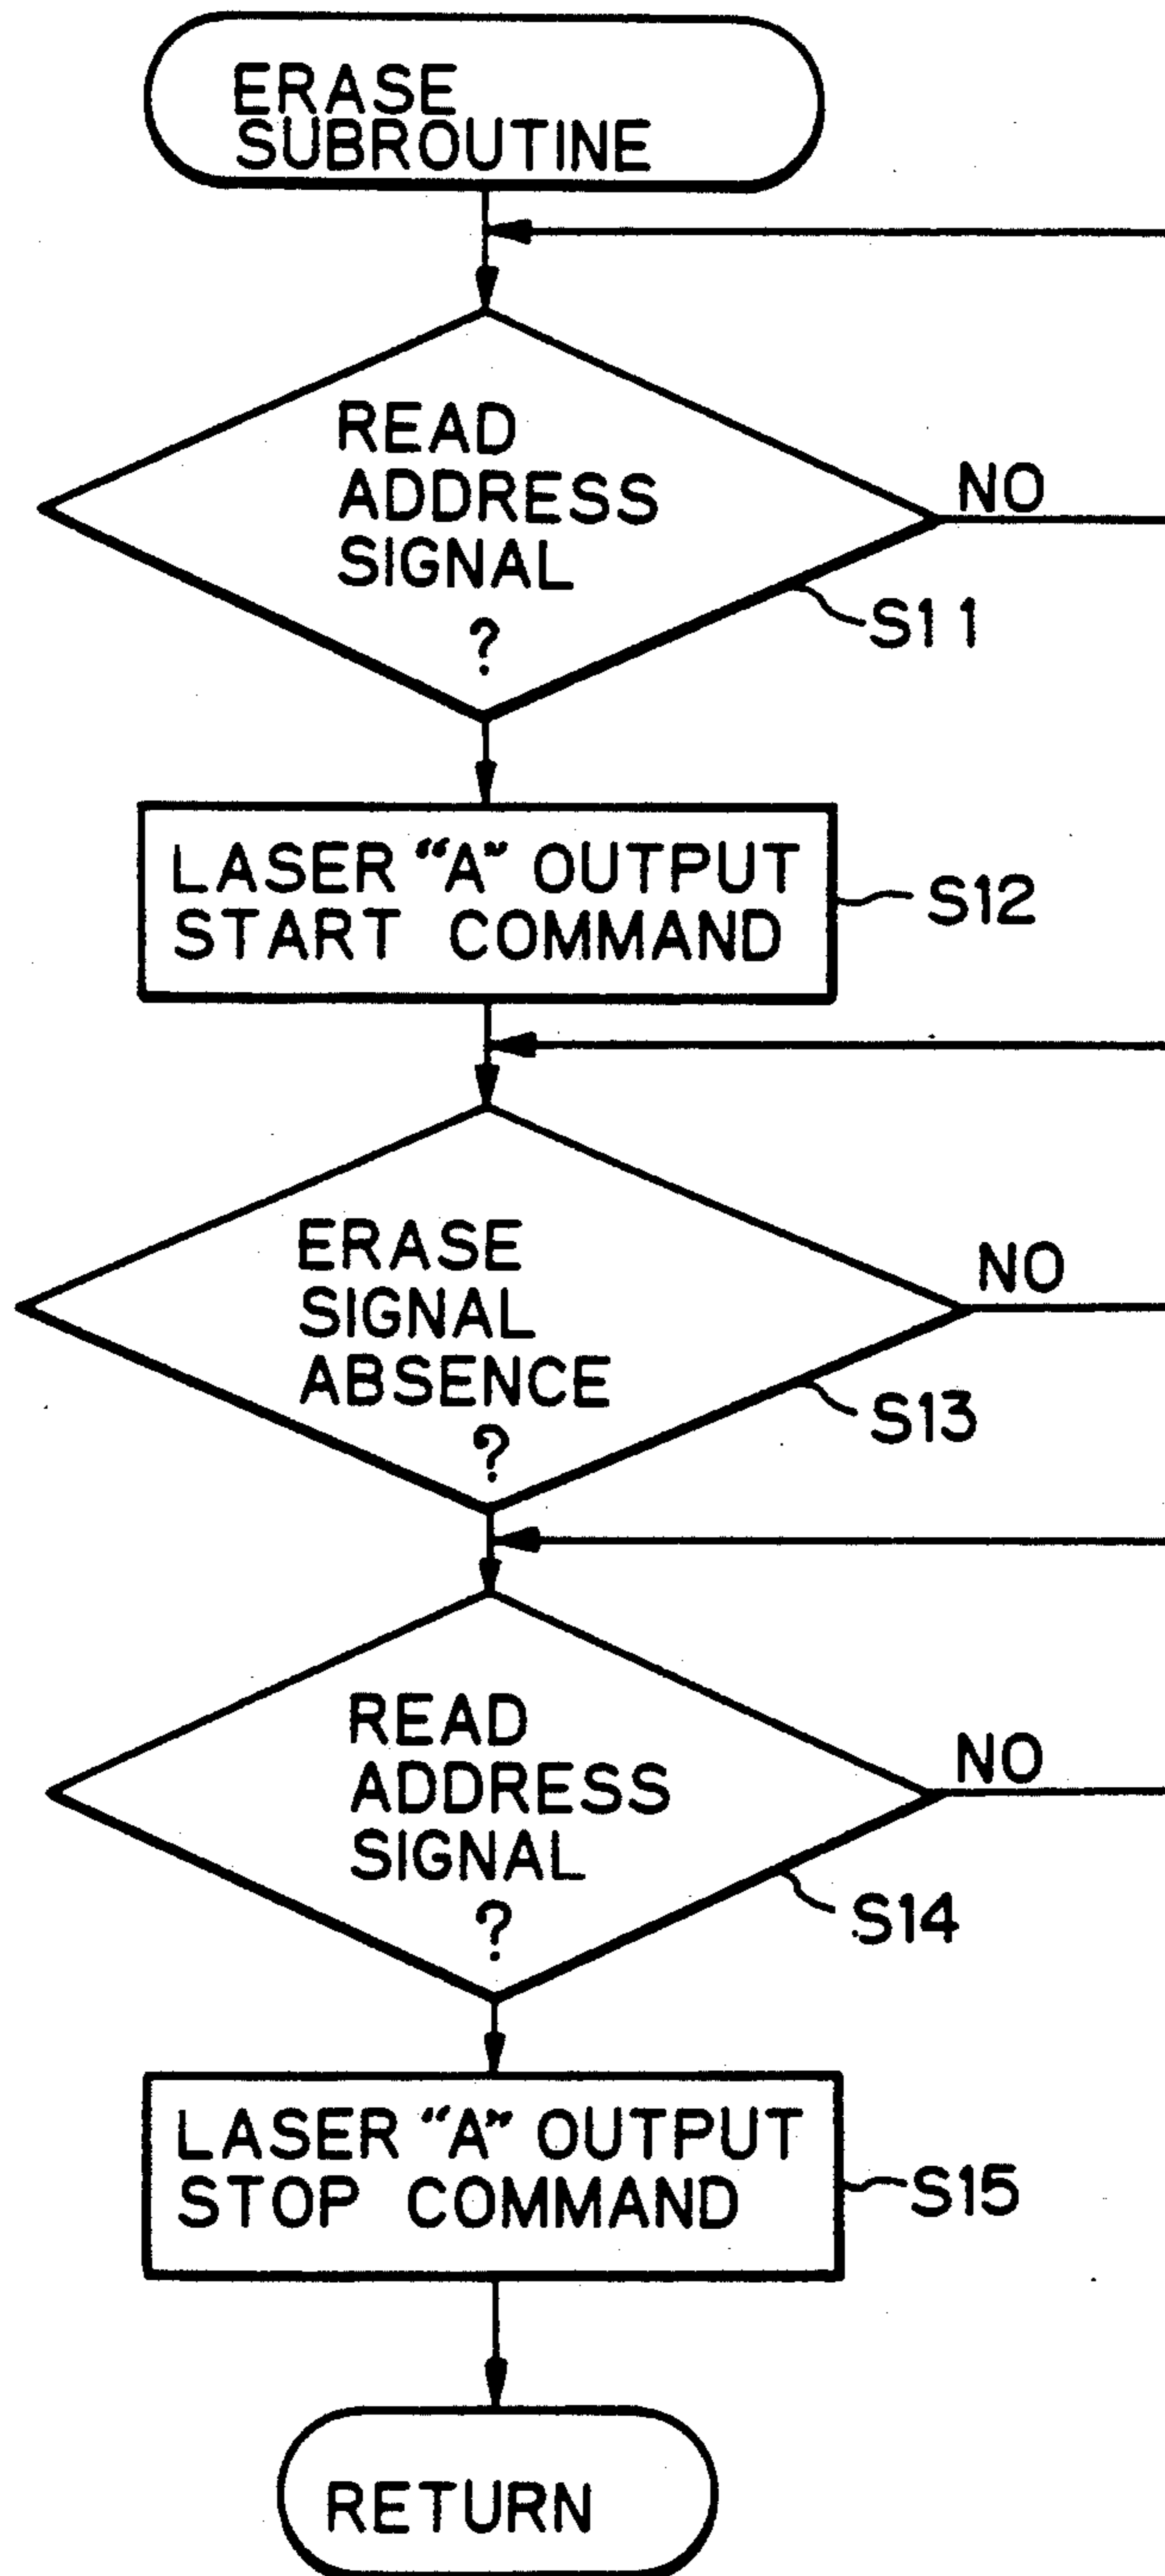 ERASE
SUBROUTINE
READ
ADDRESS
SIGNAL
?
NO
S11
LASER “A” OUTPUT
START COMMAND
S12
ERASE
SIGNAL
ABSENCE
?
NO
S13
READ
ADDRESS
SIGNAL
?
NO
S14
LASER “A” OUTPUT
STOP COMMAND
S15
RETURN